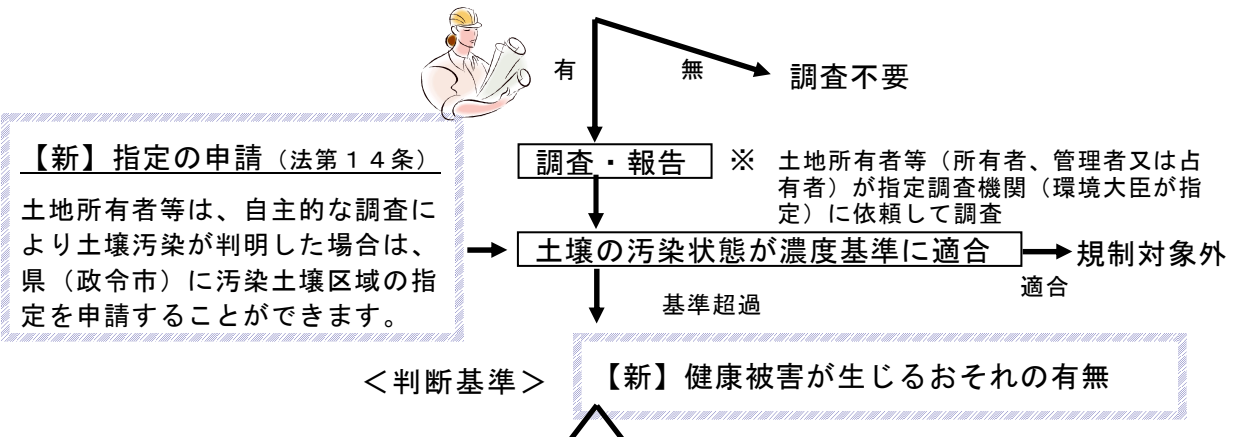 有
無
調査不要
【新】指定の申請（法第１４条）
土地所有者等は、自主的な調査に
より土壌汚染が判明した場合は、
県（政令市）に汚染土壌区域の指
定を申請することができます。
調査・報告
※ 土地所有者等（所有者、管理者又は占
有者）が指定調査機関（環境大臣が指
定）に依頼して調査
土壌の汚染状態が濃度基準に適合
規制対象外
適合
基準超過
＜判断基準＞
【新】健康被害が生じるおそれの有無